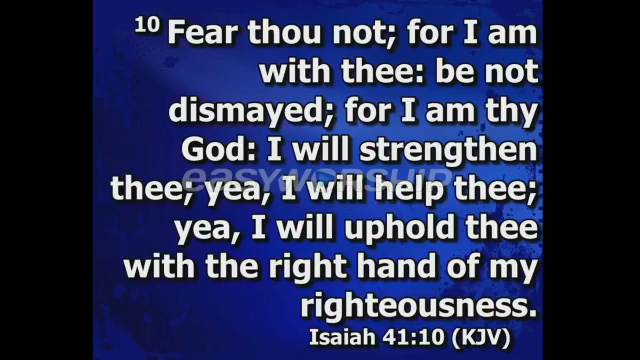 10 Fear thou not; for I am
with thee: be not
dismayed; for I am thy
God: I will strengthen
easyworship
thee; yea, I will help thee;
yea, I will uphold thee
with the right hand of my
righteousness.
Isaiah 41:10 (KJV)